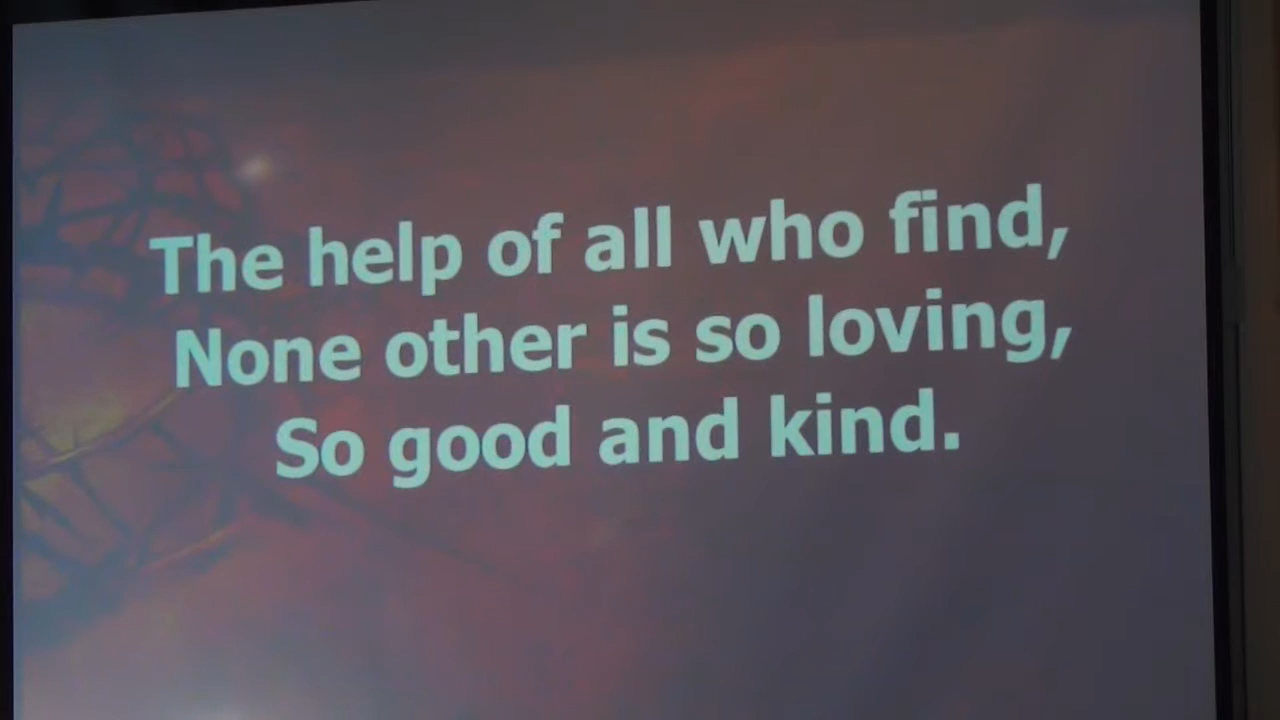 The help of all who find,
None other is so loving,
So good and kind.